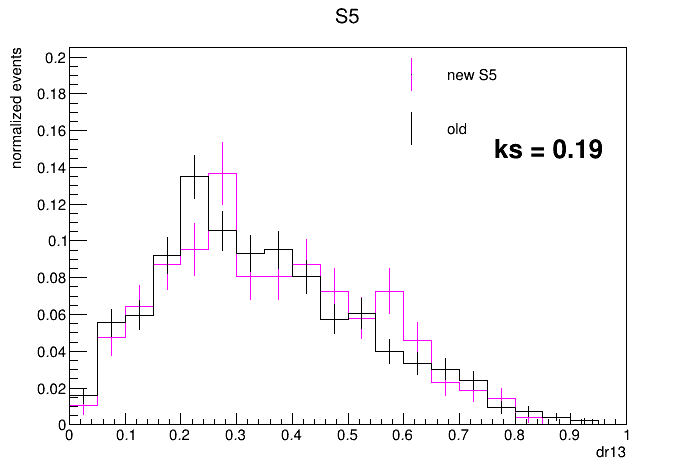 S5
normalized events
0.2
0.18
0.16
0.14
0.12
0.1
0.08
0.06
0.04
0.02
0
new S5
old
ks = 0.19
0 0.1 0.2 0.3 0.4 0.5 0.6 0.7 0.8 0.9 1
dr13